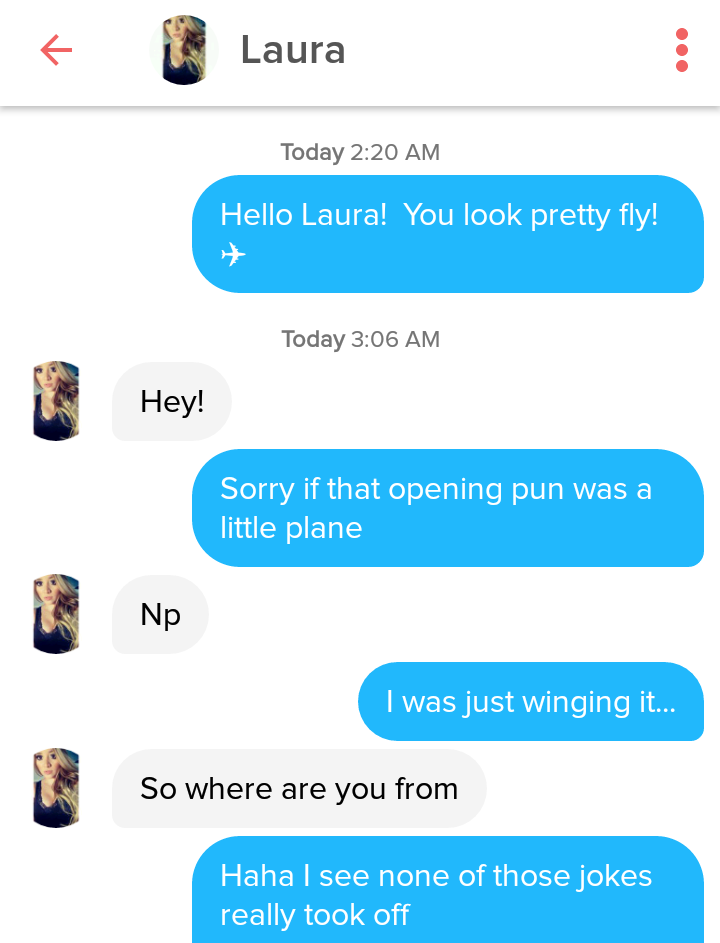 Laura
Today 2:20 AM
Hello Laura!  You look pretty fly!
✈
Today 3:06 AM
Hey!
Sorry if that opening pun was a
little plane
Np
I was just winging it...
So where are you from
Haha I see none of those jokes
really took off